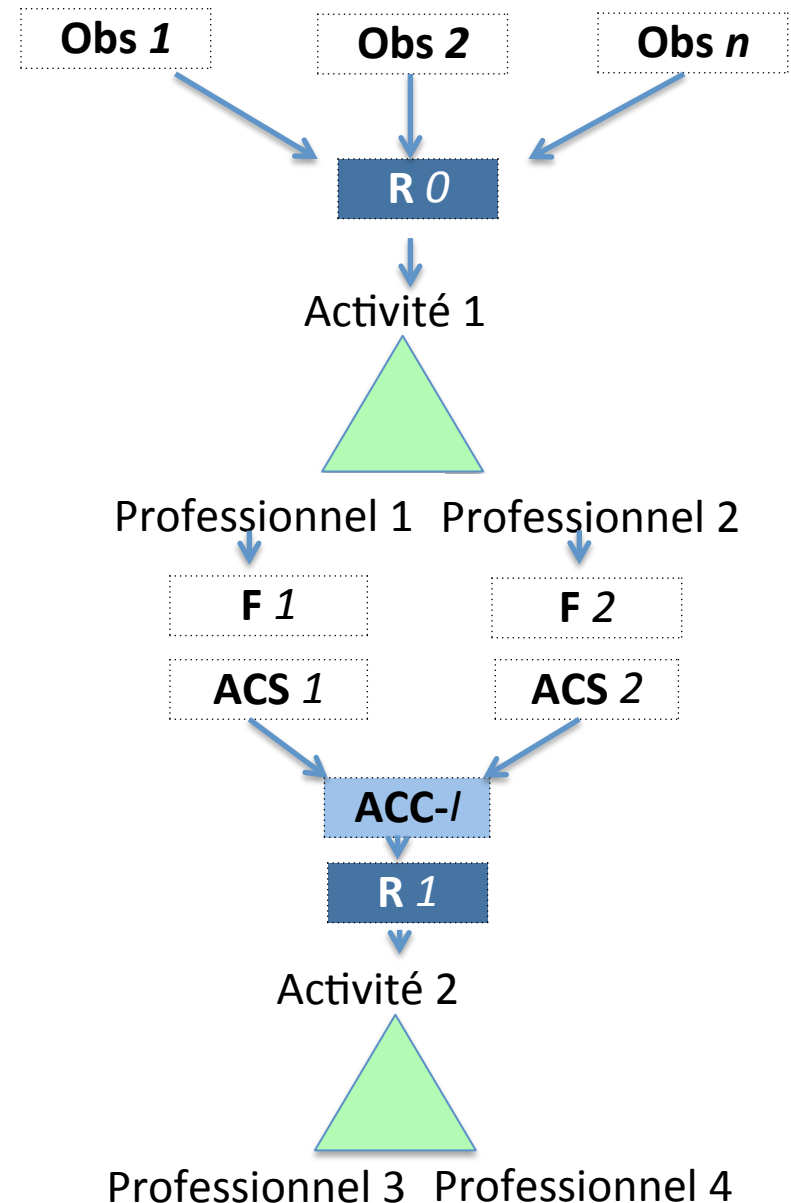 Obs 1 Obs 2 Obs n
R 0
Activité 1
Professionnel 1 Professionnel 2
F 1 F 2
ACS 1 ACS 2
ACC-I
R 1
Activité 2
Professionnel 3 Professionnel 4